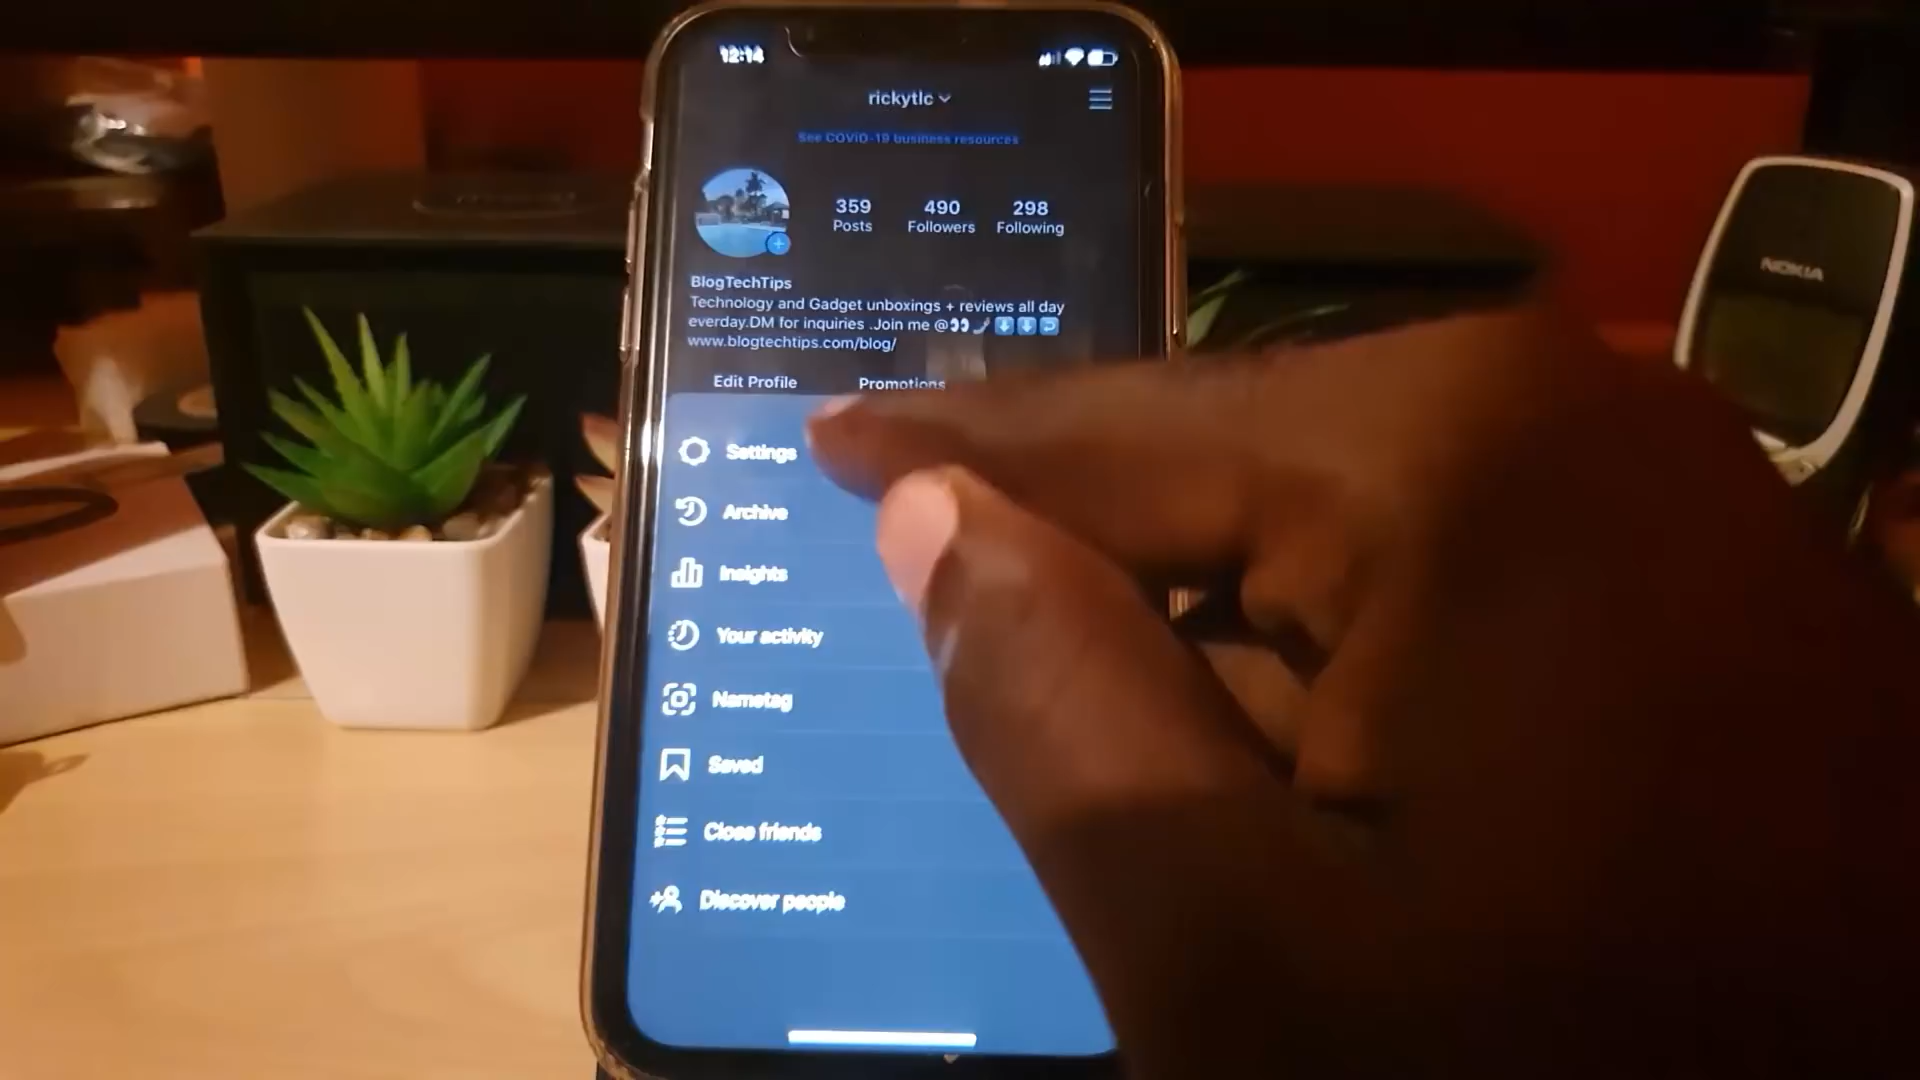 12:14
rickytlc
See COVID-19 business resources
359 490 298
Posts Followers Following
BlogTechTips
Technology and Gadget unboxings + reviews all day
everday.DM for inquiries .Join me @👀🤳⬇️⬇️↩️
www.blogtechtips.com/blog/
Edit Profile Promotions
Settings
Archive
Insights
Your activity
Nametag
Saved
Close friends
Discover people
NOKIA